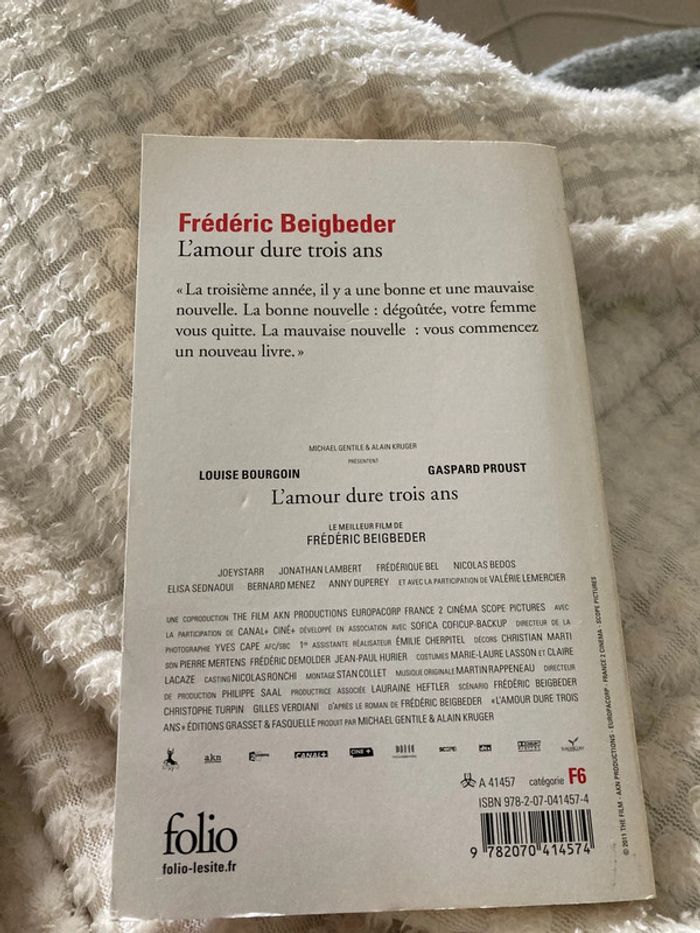 Frédéric Beigbeder
L'amour dure trois ans
« La troisième année, il y a une bonne et une mauvaise
nouvelle. La bonne nouvelle : dégoûtée, votre femme
vous quitte. La mauvaise nouvelle : vous commencez
un nouveau livre. »
MICHAEL GENTILE & ALAIN KRUGER
PRÉSENTENT
LOUISE BOURGOIN GASPARD PROUST
L'amour dure trois ans
LE MEILLEUR FILM DE
FRÉDÉRIC BEIGBEDER
JOEYSTARR JONATHAN LAMBERT FRÉDÉRIQUE BEL NICOLAS BEDOS
ELISA SEDNAOUI BERNARD MENEZ ANNY DUPEREY ET AVEC LA PARTICIPATION DE VALÉRIE LEMERCIER
UNE COPRODUCTION THE FILM AKN PRODUCTIONS EUROPACORP FRANCE 2 CINÉMA SCOPE PICTURES AVEC
LA PARTICIPATION DE CANAL+ CINÉ+ DÉVELOPPÉ EN ASSOCIATION AVEC SOFICA COFICUP-BACKUP DIRECTEUR DE LA
PHOTOGRAPHIE YVES CAPE AFC/SBC 1re ASSISTANTE RÉALISATEUR ÉMILIE CHERPITEL DÉCORS CHRISTIAN MARTI
SON PIERRE MERTENS FRÉDÉRIC DEMOLDER JEAN-PAUL HURIER COSTUMES MARIE-LAURE LASSON ET CLAIRE
LACAZE CASTING NICOLAS RONCHI MONTAGE STAN COLLET MUSIQUE ORIGINALE MARTIN RAPPENEAU DIRECTEUR
DE PRODUCTION PHILIPPE SAAL PRODUCTRICE ASSOCIÉE LAURAINE HEFTLER SCÉNARIO FRÉDÉRIC BEIGBEDER
CHRISTOPHE TURPIN GILLES VERDIANI D'APRÈS LE ROMAN DE FRÉDÉRIC BEIGBEDER «L'AMOUR DURE TROIS
ANS» ÉDITIONS GRASSET & FASQUELLE PRODUIT PAR MICHAEL GENTILE & ALAIN KRUGER
akn CANAL+ CINÉ+ SCOPE dts
A 41457 catégorie F6
ISBN 978-2-07-041457-4
9 782070 414574
folio
folio-lesite.fr
© 2011 THE FILM - AKN PRODUCTIONS - EUROPACORP - FRANCE 2 CINEMA - SCOPE PICTURES